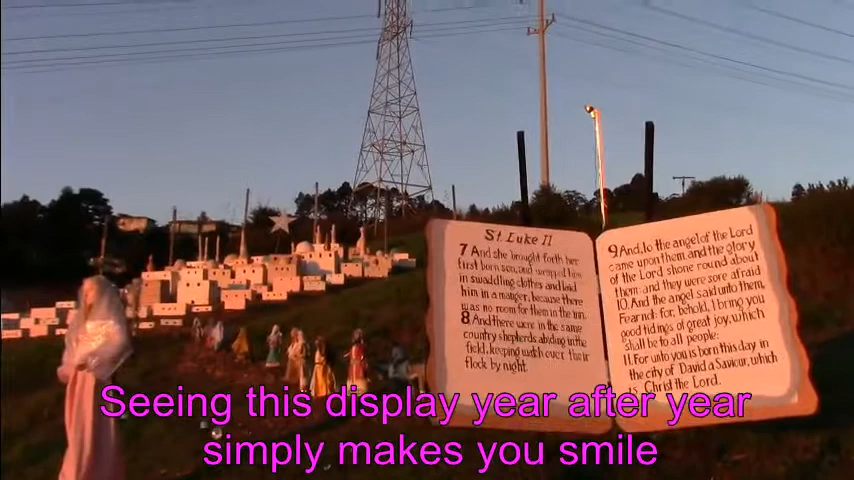 St. Luke II
7 And she brought forth her
first born son, and wrapped him
in swaddling clothes, and laid
him in a manger, because there
was no room for them in the inn.
8 And there were in the same
country shepherds abiding in the
field, keeping watch over their
flock by night.
9. And, lo the angel of the Lord
came upon them, and the glory
of the Lord shone round about
them: and they were sore afraid
10. And the angel said unto them,
Fear not: for, behold, I bring you
good tidings of great joy, which
shall be to all people:
11. For unto you is born this day in
the city of David a Saviour, which
is Christ the Lord.
Seeing this display year after year
simply makes you smile